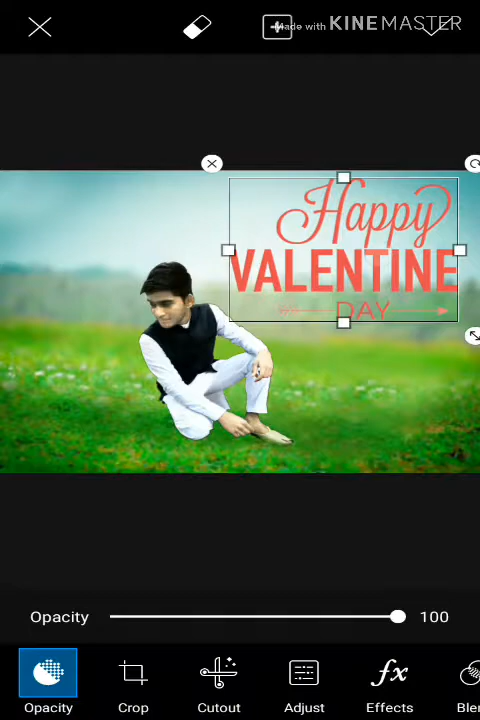 Made with KINEMASTER
Happy
VALENTINE
DAY
Opacity 100
Opacity Crop Cutout Adjust Effects Blen